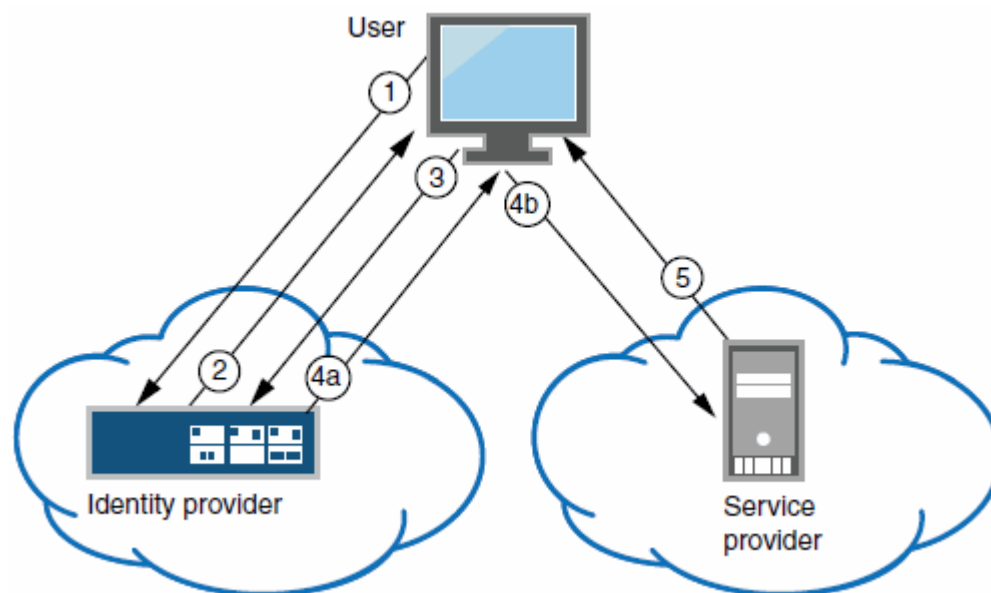 User
1
3
4b
5
2
4a
Identity provider
Service
provider